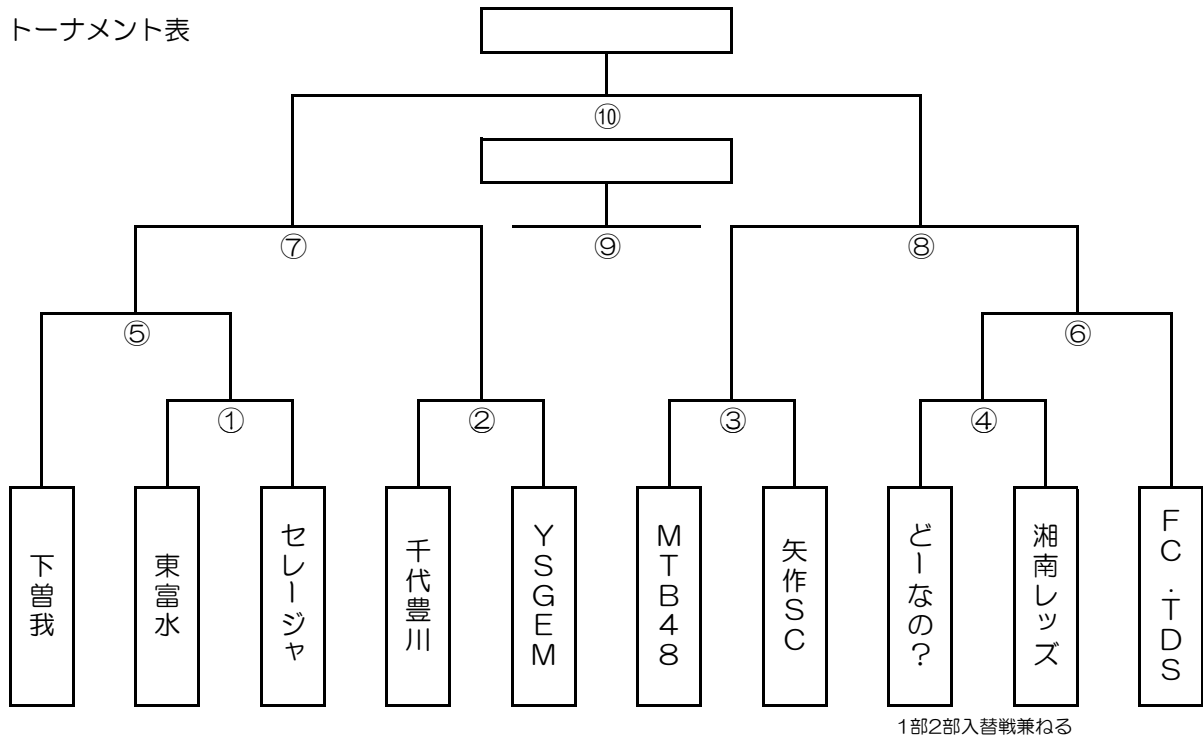 トーナメント表
⑩
⑦
⑨
⑧
⑤
⑥
①
②
③
④
下曽我
東富水
セレージャ
千代豊川
YSGEM
MTB48
矢作SC
どーなの?
湘南レッズ
FC.TDS
1部2部入替戦兼ねる